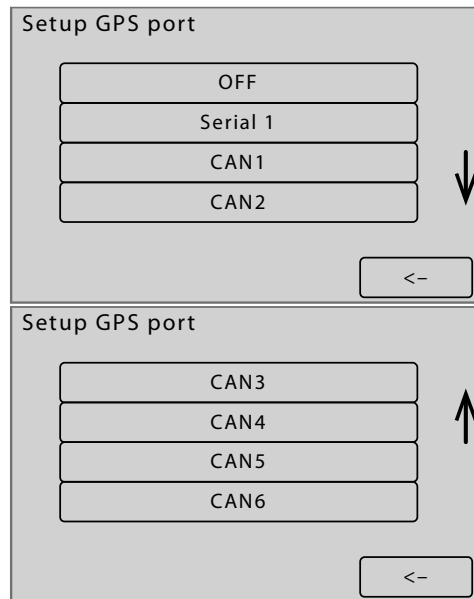 Setup GPS port
OFF
Serial 1
CAN1
CAN2
<–
Setup GPS port
CAN3
CAN4
CAN5
CAN6
<–